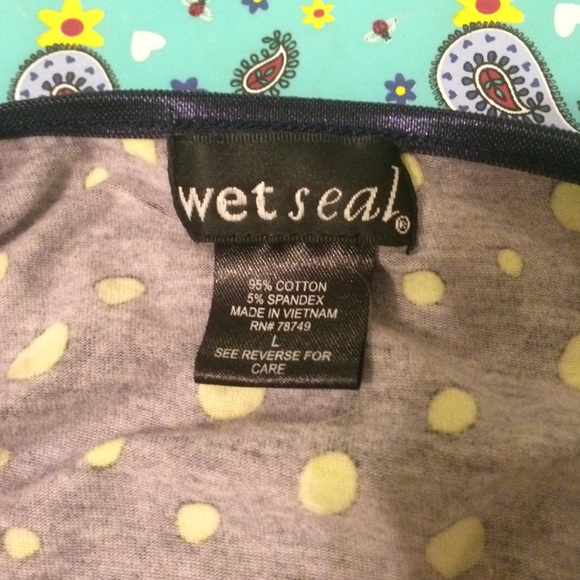 wet seal®
95% COTTON
5% SPANDEX
MADE IN VIETNAM
RN# 78749
L
SEE REVERSE FOR
CARE